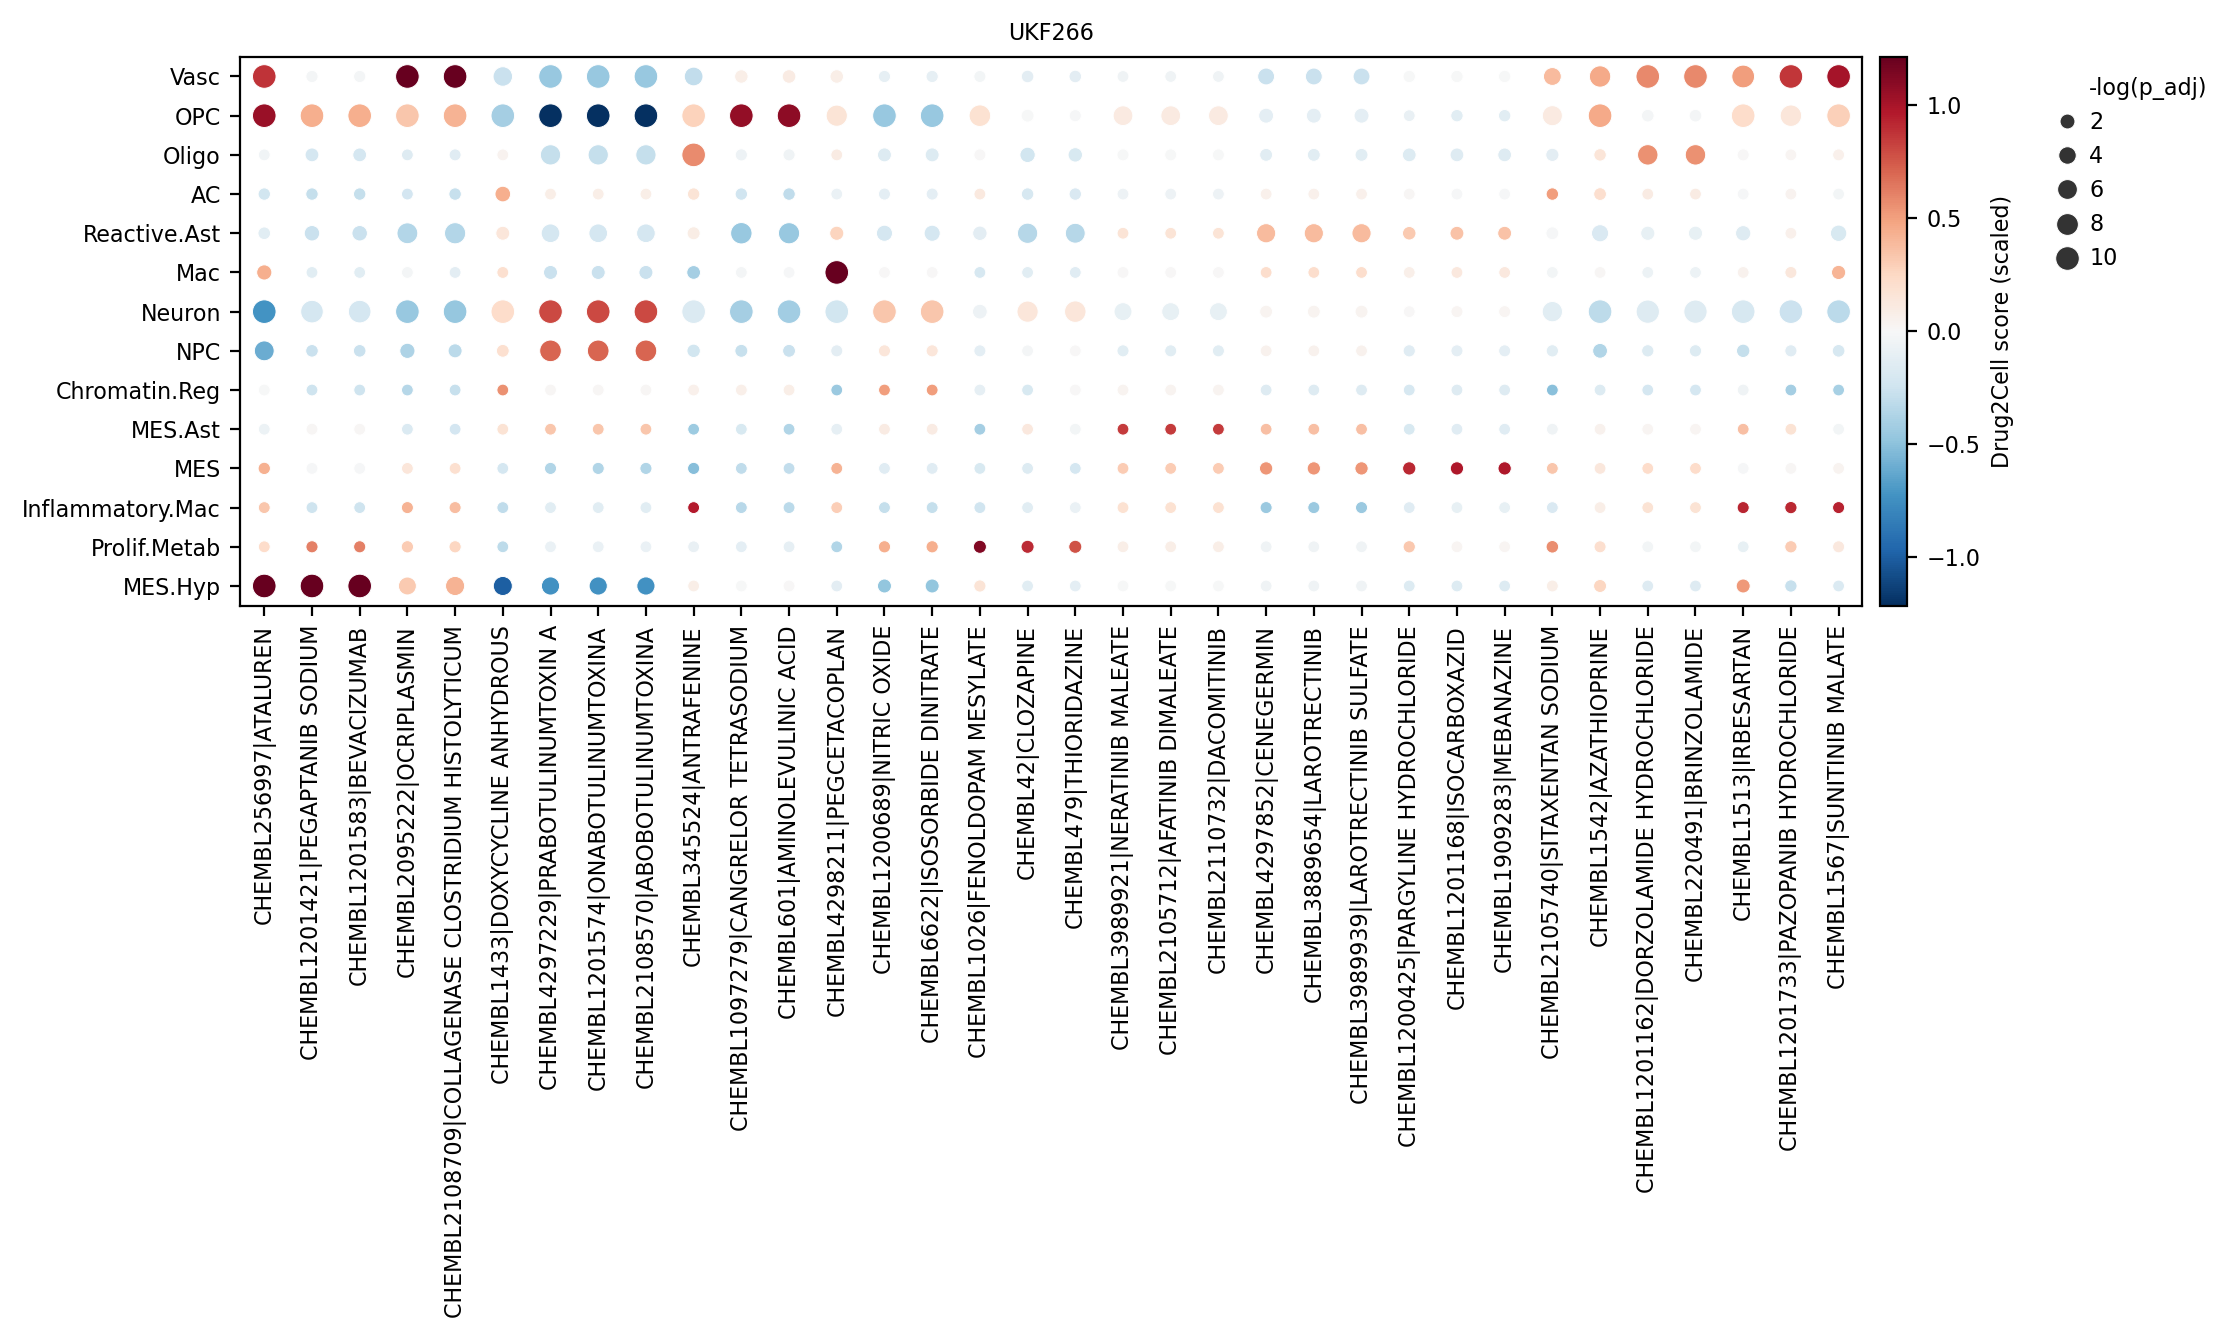 UKF266
Vasc
OPC
Oligo
AC
Reactive.Ast
Mac
Neuron
NPC
Chromatin.Reg
MES.Ast
MES
Inflammatory.Mac
Prolif.Metab
MES.Hyp
CHEMBL256997|ATALUREN
CHEMBL1201421|PEGAPTANIB SODIUM
CHEMBL1201583|BEVACIZUMAB
CHEMBL2095222|OCRIPLASMIN
CHEMBL2108709|COLLAGENASE CLOSTRIDIUM HISTOLYTICUM
CHEMBL1433|DOXYCYCLINE ANHYDROUS
CHEMBL4297229|PRABOTULINUMTOXIN A
CHEMBL1201574|ONABOTULINUMTOXINA
CHEMBL2108570|ABOBOTULINUMTOXINA
CHEMBL345524|ANTRAFENINE
CHEMBL1097279|CANGRELOR TETRASODIUM
CHEMBL601|AMINOLEVULINIC ACID
CHEMBL4298211|PEGCETACOPLAN
CHEMBL1200689|NITRIC OXIDE
CHEMBL6622|ISOSORBIDE DINITRATE
CHEMBL1026|FENOLDOPAM MESYLATE
CHEMBL42|CLOZAPINE
CHEMBL479|THIORIDAZINE
CHEMBL3989921|NERATINIB MALEATE
CHEMBL2105712|AFATINIB DIMALEATE
CHEMBL2110732|DACOMITINIB
CHEMBL4297852|CENEGERMIN
CHEMBL3889654|LAROTRECTINIB
CHEMBL3989939|LAROTRECTINIB SULFATE
CHEMBL1200425|PARGYLINE HYDROCHLORIDE
CHEMBL1201168|ISOCARBOXAZID
CHEMBL1909283|MEBANAZINE
CHEMBL2105740|SITAXENTAN SODIUM
CHEMBL1542|AZATHIOPRINE
CHEMBL1201162|DORZOLAMIDE HYDROCHLORIDE
CHEMBL220491|BRINZOLAMIDE
CHEMBL1513|IRBESARTAN
CHEMBL1201733|PAZOPANIB HYDROCHLORIDE
CHEMBL1567|SUNITINIB MALATE
1.0
0.5
0.0
−0.5
−1.0
Drug2Cell score (scaled)
-log(p_adj)
2
4
6
8
10